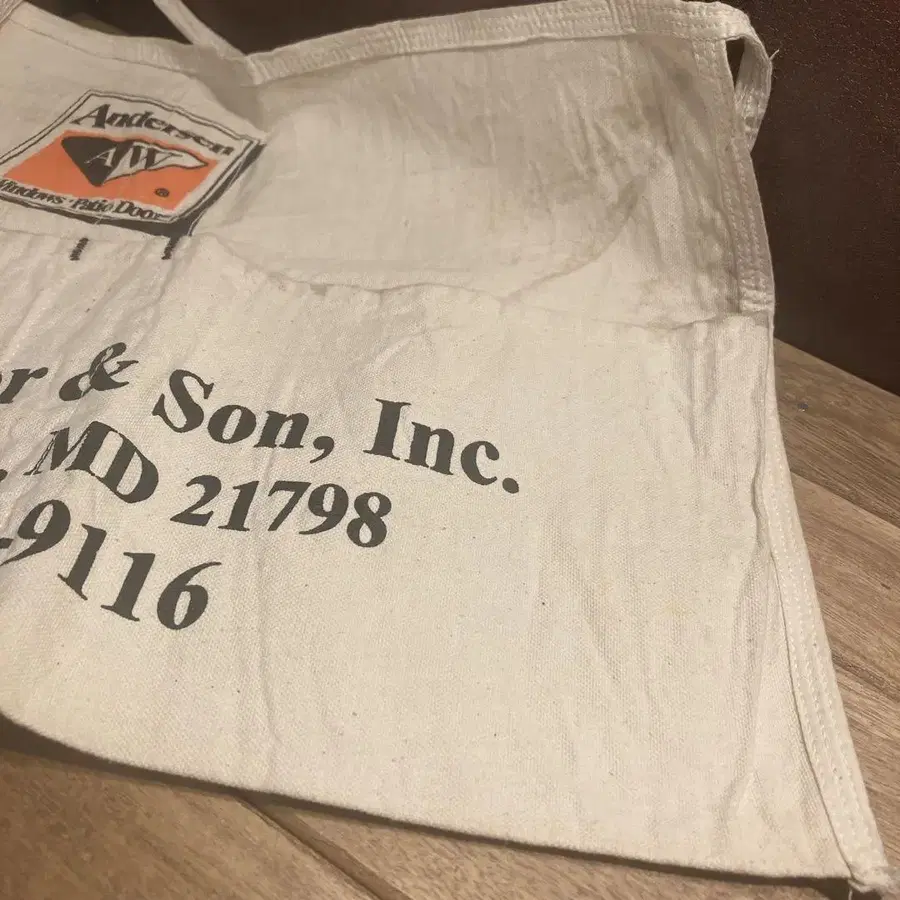 Andersen
AW
®
Windows · Patio Doors
r & Son, Inc.
, MD 21798
-9116